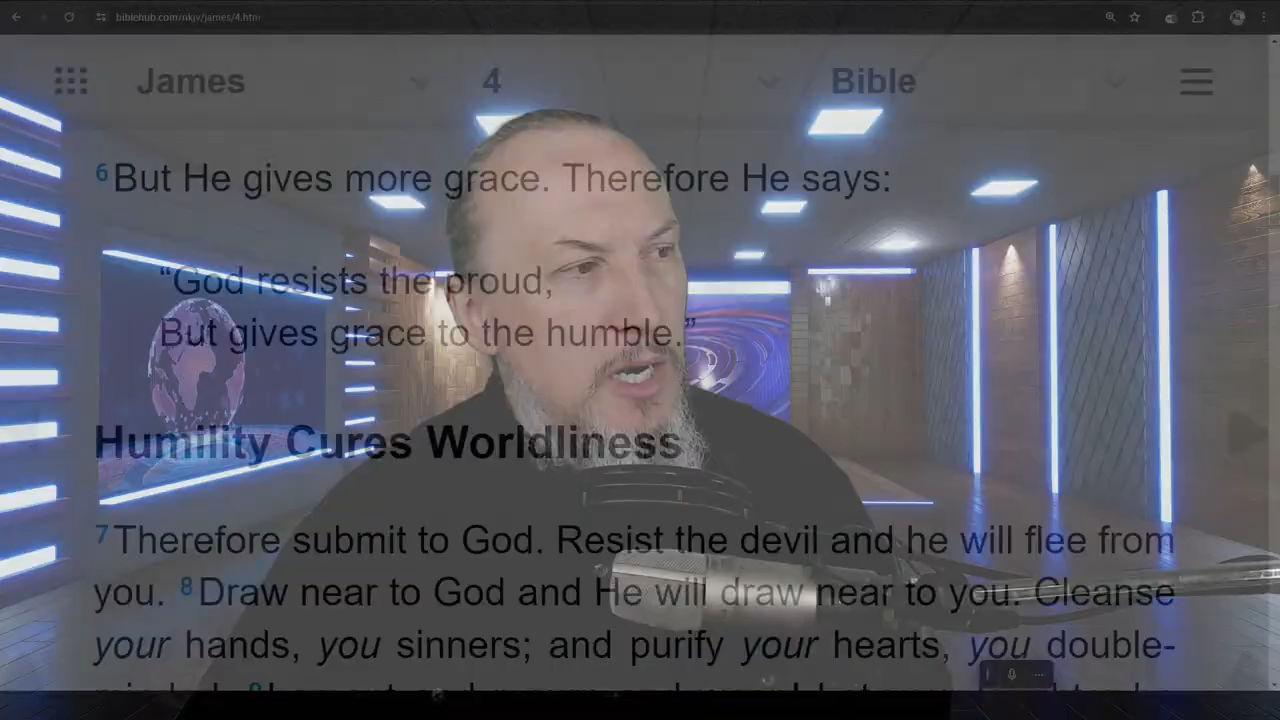 biblehub.com/nkjv/james/4.htm
James 4 Bible
6 But He gives more grace. Therefore He says:
“God resists the proud,
But gives grace to the humble.”
Humility Cures Worldliness
7 Therefore submit to God. Resist the devil and he will flee from
you. 8 Draw near to God and He will draw near to you. Cleanse
your hands, you sinners; and purify your hearts, you double-